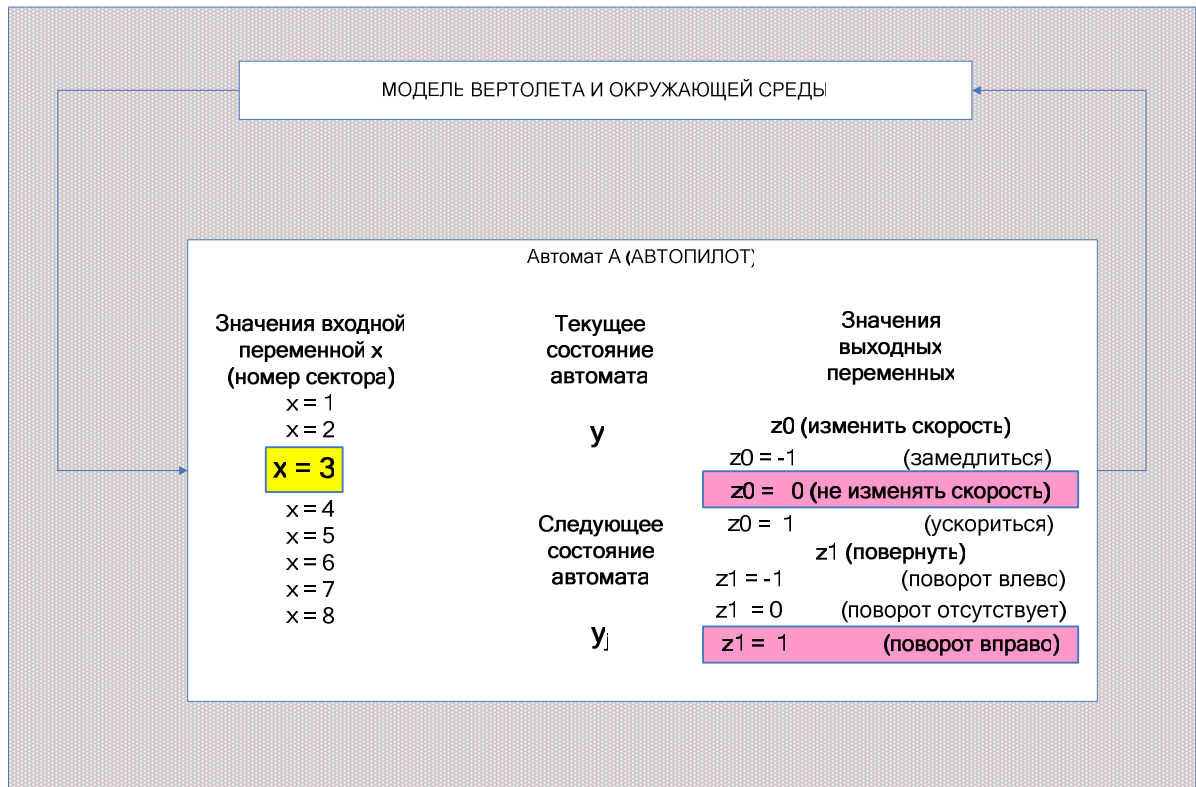 МОДЕЛЬ ВЕРТОЛЕТА И ОКРУЖАЮЩЕЙ СРЕДЫ
Автомат А (АВТОПИЛОТ)
Значения входной
переменной х
(номер сектора)
x = 1
x = 2
x = 3
x = 4
x = 5
x = 6
x = 7
x = 8
Текущее
состояние
автомата
y
Следующее
состояние
автомата
yj
Значения
выходных
переменных
z0 (изменить скорость)
z0 = -1 (замедлиться)
z0 = 0 (не изменять скорость)
z0 = 1 (ускориться)
z1 (повернуть)
z1 = -1 (поворот влево)
z1 = 0 (поворот отсутствует)
z1 = 1 (поворот вправо)